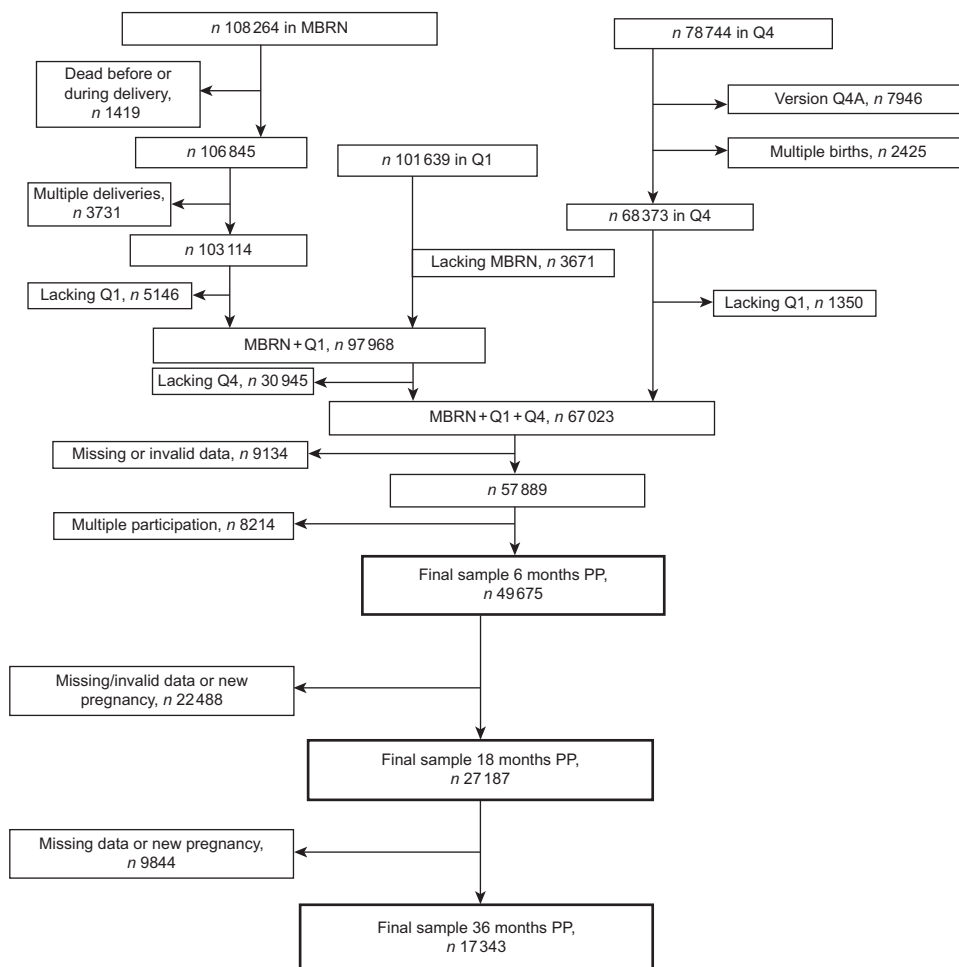 n 108 264 in MBRN
n 78 744 in Q4
Dead before or
during delivery,
n 1419
Version Q4A, n 7946
n 106 845
n 101 639 in Q1
Multiple births, n 2425
Multiple deliveries,
n 3731
n 68 373 in Q4
n 103 114
Lacking MBRN, n 3671
Lacking Q1, n 5146
Lacking Q1, n 1350
MBRN + Q1, n 97 968
Lacking Q4, n 30 945
MBRN + Q1 + Q4, n 67 023
Missing or invalid data, n 9134
n 57 889
Multiple participation, n 8214
Final sample 6 months PP,
n 49 675
Missing/invalid data or new
pregnancy, n 22 488
Final sample 18 months PP,
n 27 187
Missing data or new pregnancy,
n 9844
Final sample 36 months PP,
n 17 343